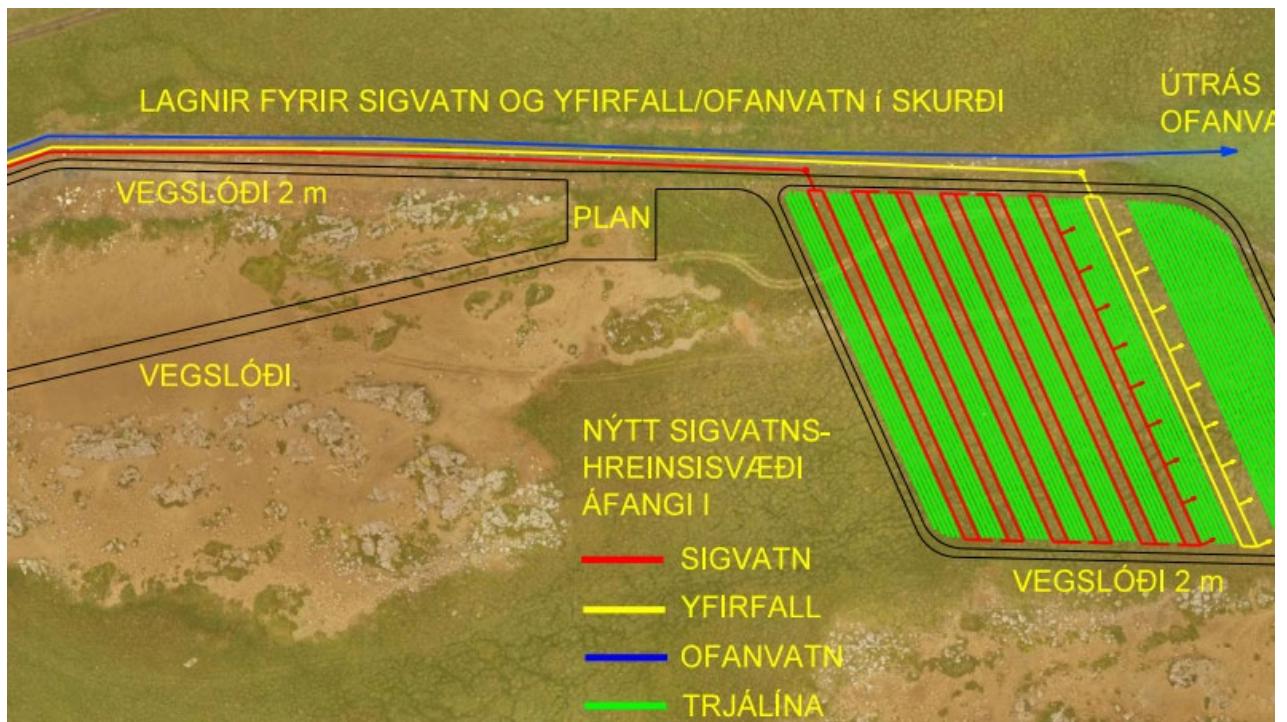 LAGNIR FYRIR SIGVATN OG YFIRFALL/OFANVATN í SKURÐI
ÚTRÁS
OFANVA
VEGSLÓÐI 2 m
PLAN
VEGSLÓÐI
NÝTT SIGVATNS-
HREINSISVÆÐI
ÁFANGI I
SIGVATN
YFIRFALL
OFANVATN
TRJÁLÍNA
VEGSLÓÐI 2 m